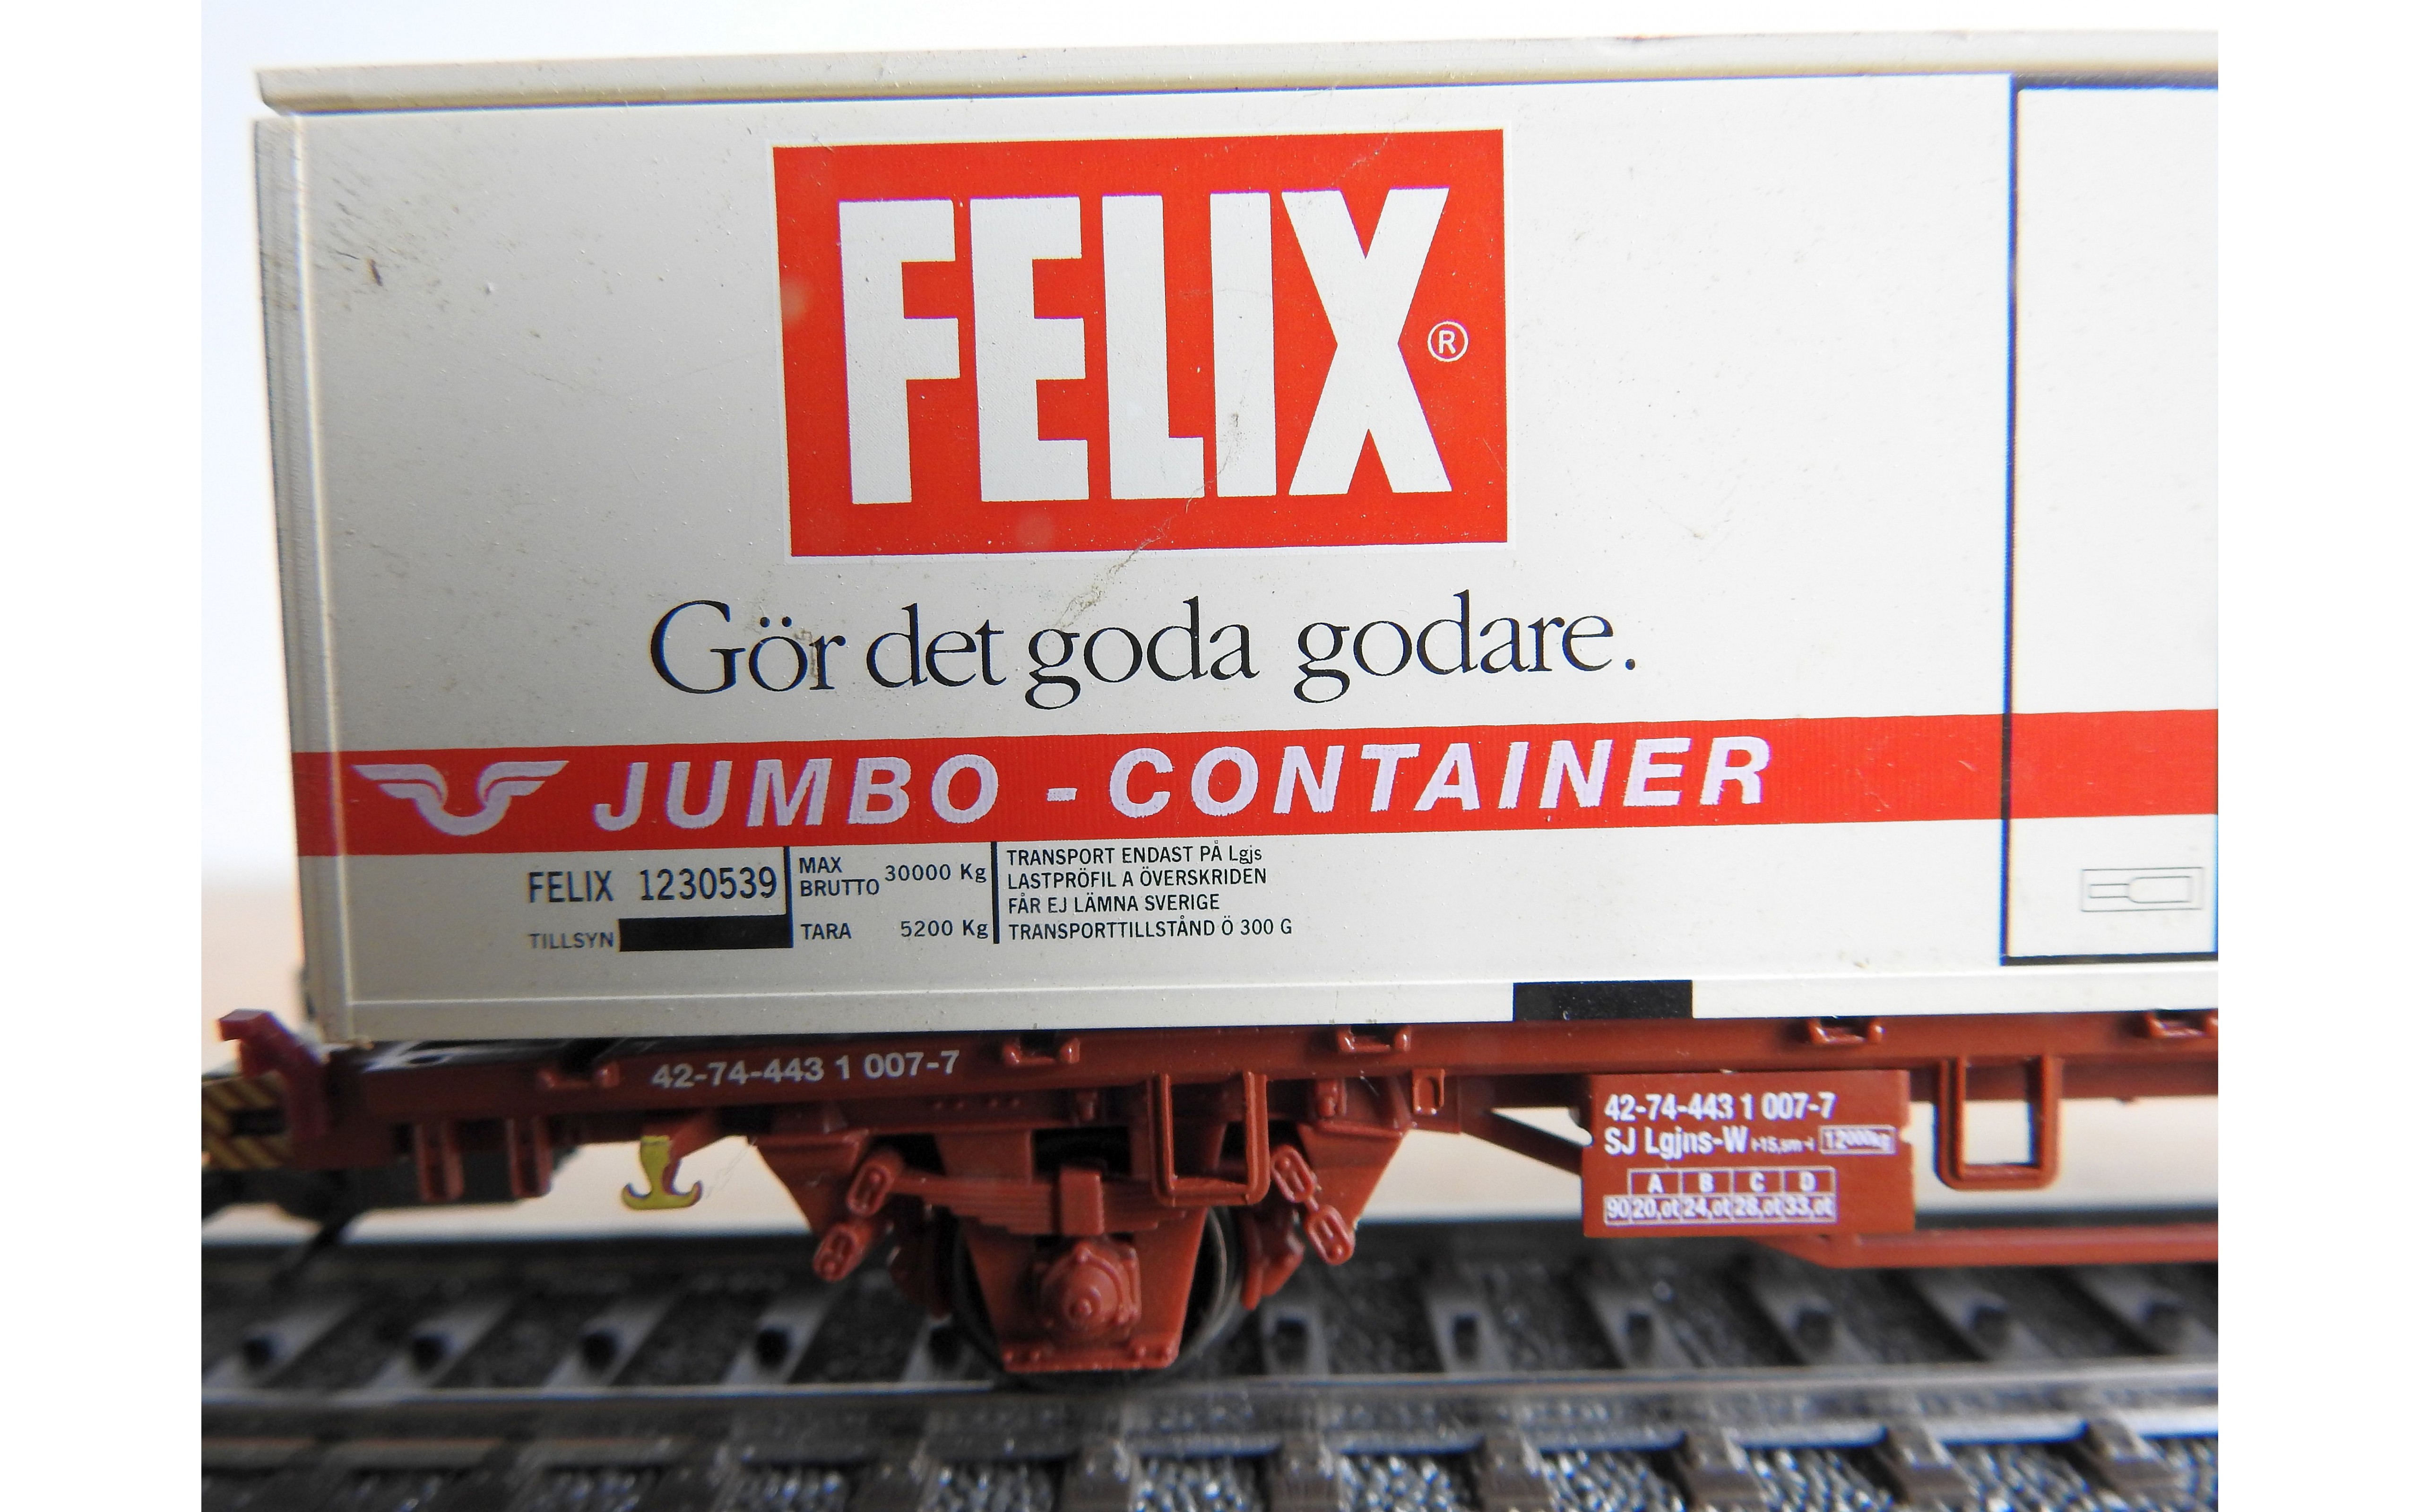 FELIX ®
Gör det goda godare.
JUMBO - CONTAINER
FELIX 1230539
TILLSYN
MAX
BRUTTO 30000 Kg
TARA 5200 Kg
TRANSPORT ENDAST PÅ Lgjs
LASTPRÖFIL A ÖVERSKRIDEN
FÅR EJ LÄMNA SVERIGE
TRANSPORTTILLSTÅND Ö 300 G
42-74-443 1 007-7
42-74-443 1 007-7
SJ Lgjns-W 12000kg
A B C D
90 20,0t 24,0t 28,0t 33,0t